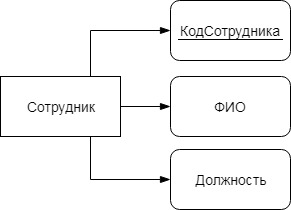 КодСотрудника
Сотрудник
ФИО
Должность